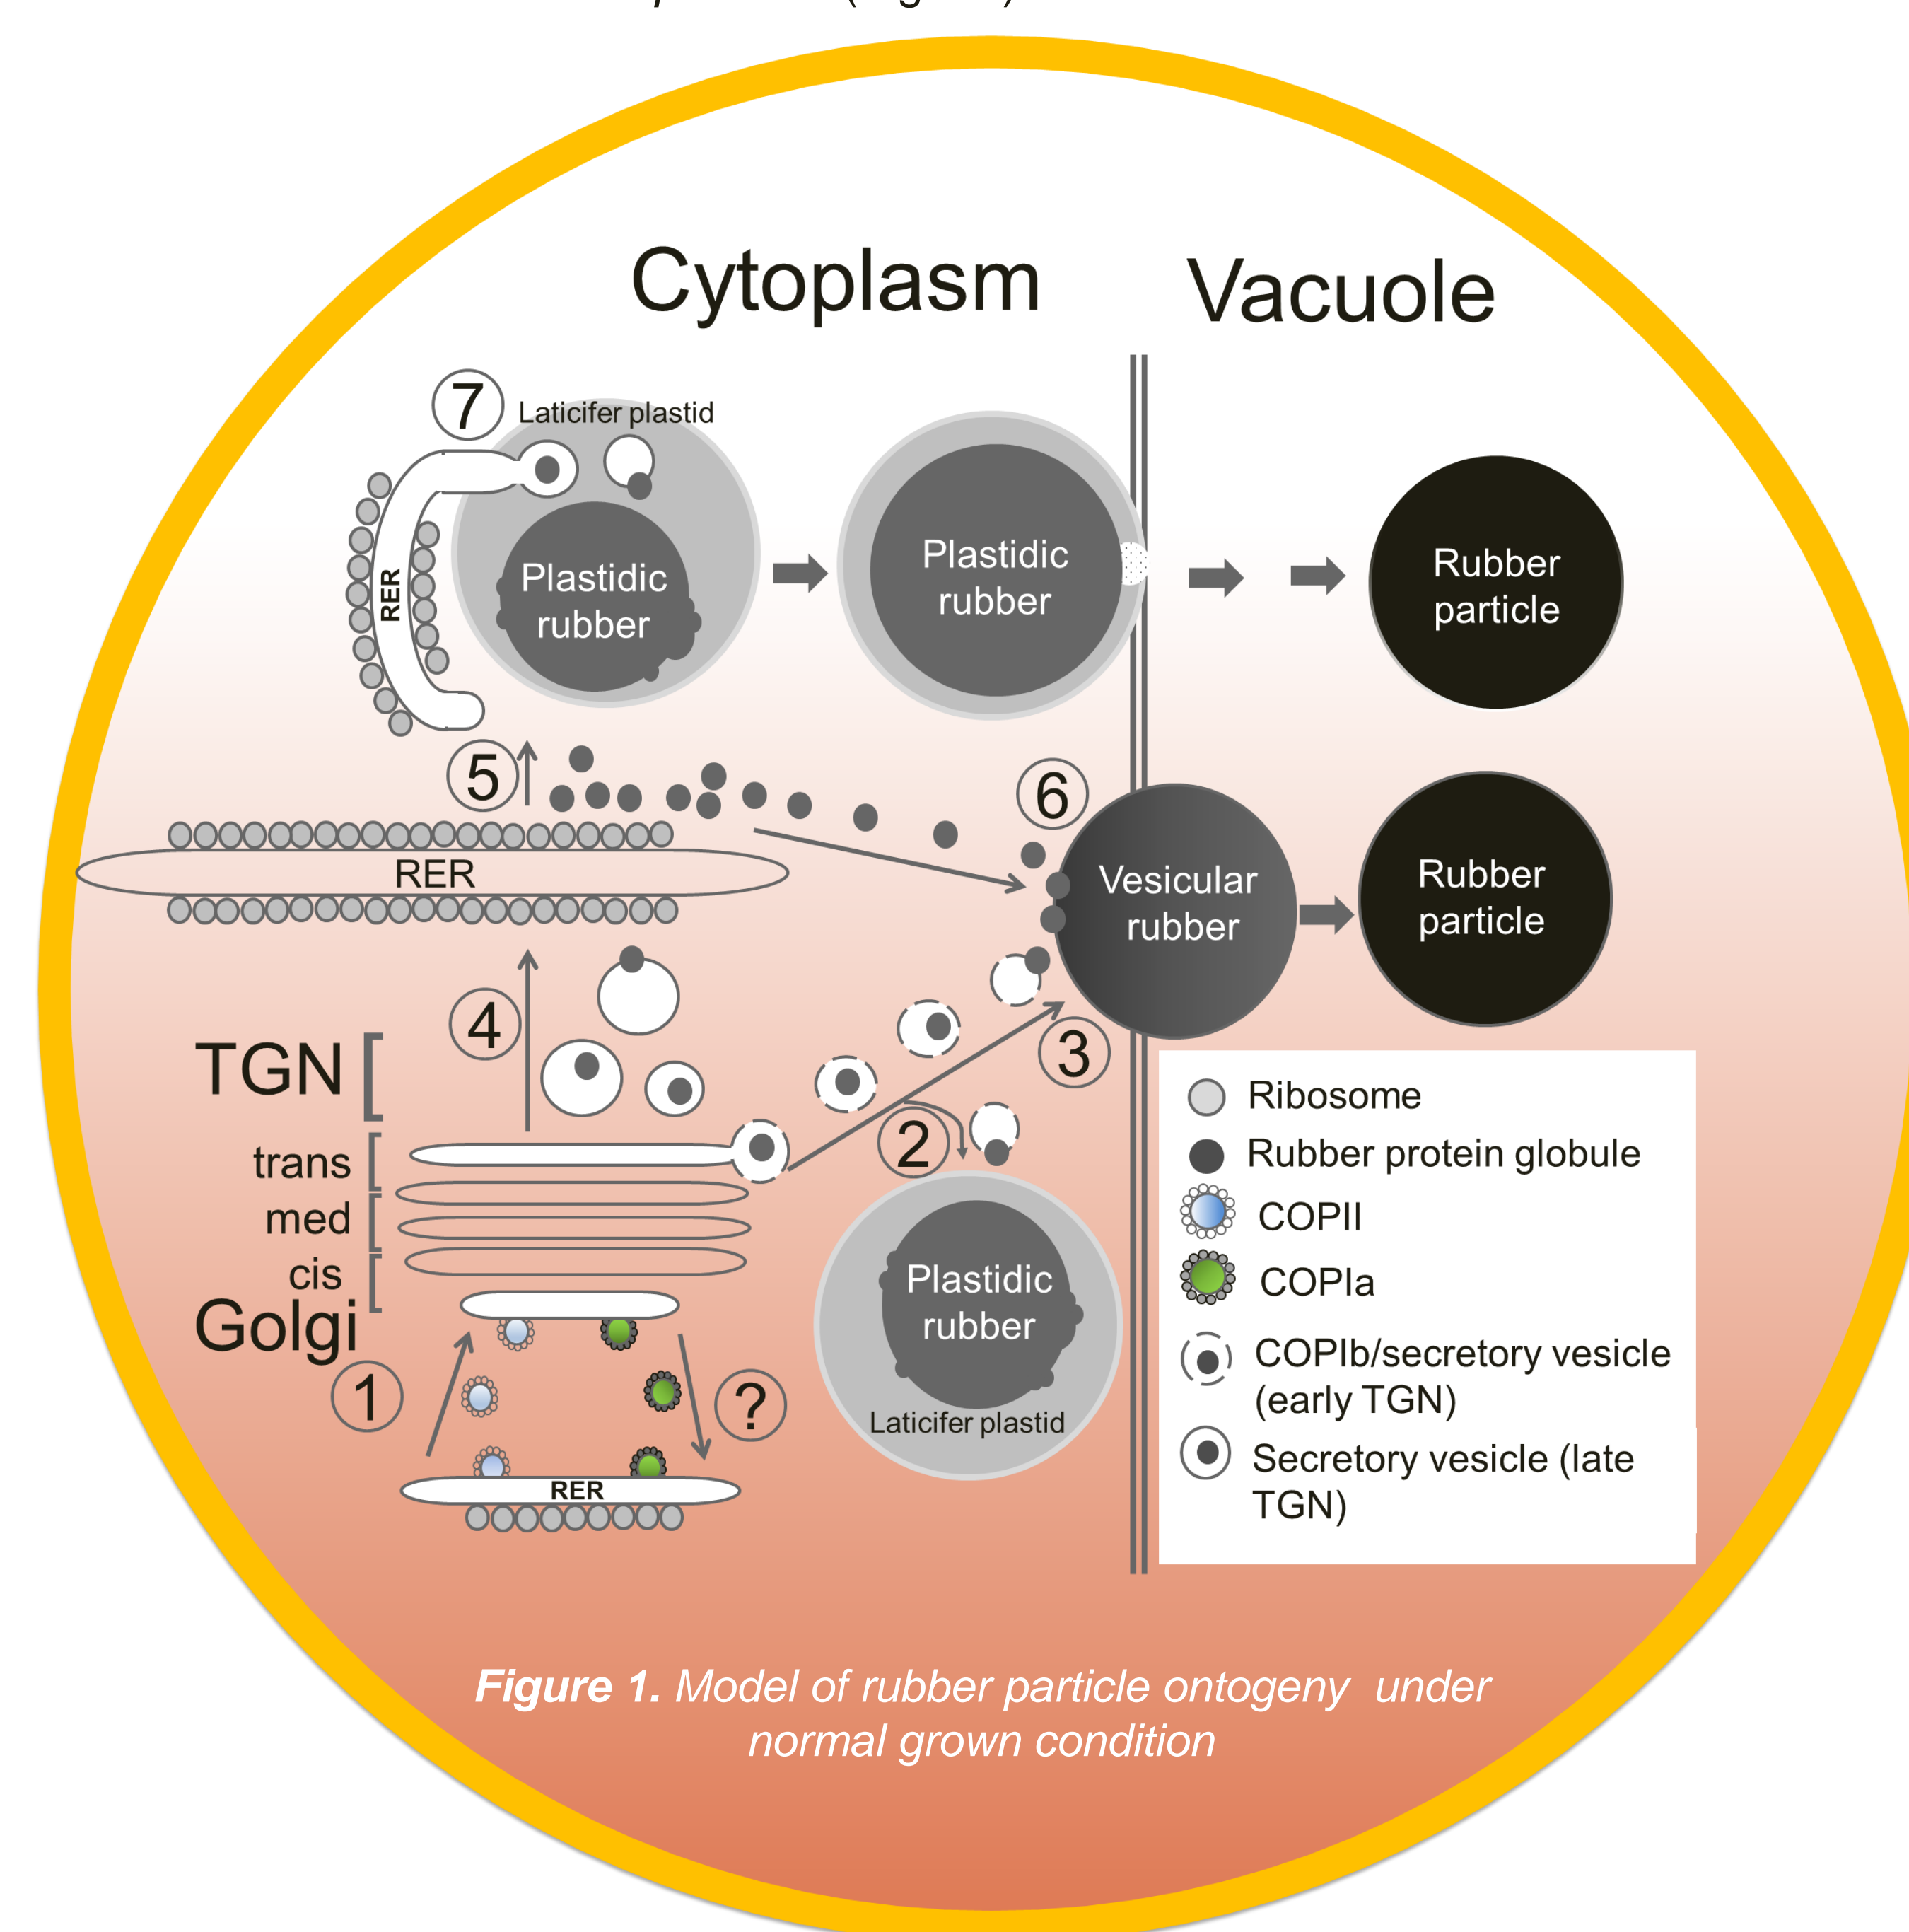 Cytoplasm
Vacuole
7
Laticifer plastid
RER
Plastidic
rubber
Plastidic
rubber
Rubber
particle
5
6
RER
Vesicular
rubber
Rubber
particle
4
3
TGN
2
trans
med
cis
Golgi
1
?
RER
Plastidic
rubber
Laticifer plastid
Ribosome
Rubber protein globule
COPII
COPIa
COPIb/secretory vesicle
(early TGN)
Secretory vesicle (late
TGN)
Figure 1. Model of rubber particle ontogeny under
normal grown condition